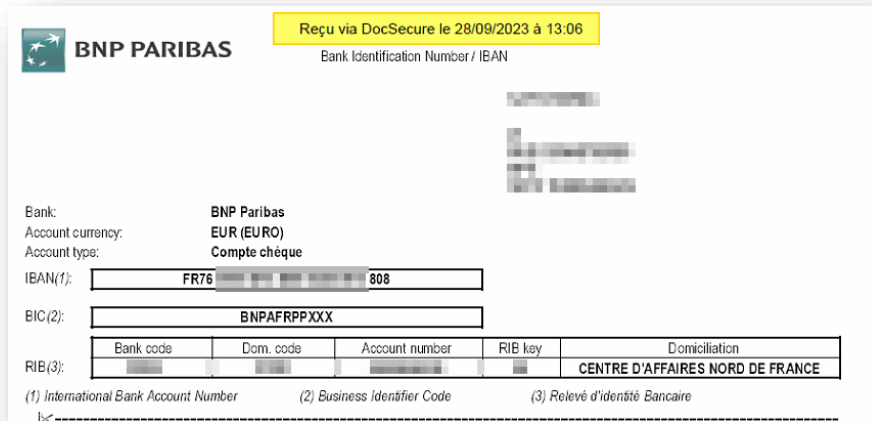 Reçu via DocSecure le 28/09/2023 à 13:06
BNP PARIBAS
Bank Identification Number / IBAN
Bank: BNP Paribas
Account currency: EUR (EURO)
Account type: Compte chèque
IBAN(1): FR76 808
BIC(2): BNPAFRPPXXX
Bank code Dom. code Account number RIB key Domiciliation
RIB(3): CENTRE D'AFFAIRES NORD DE FRANCE
(1) International Bank Account Number (2) Business Identifier Code (3) Relevé d'identité Bancaire